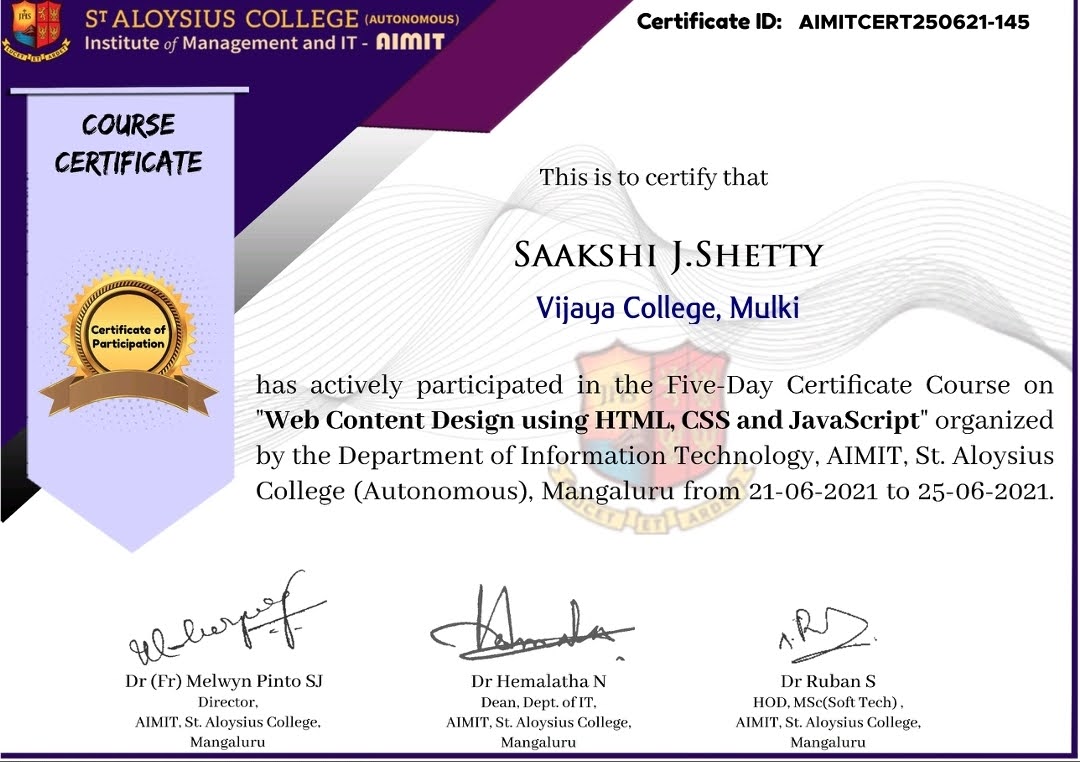 ST ALOYSIUS COLLEGE (AUTONOMOUS)
Institute of Management and IT - AIMIT
Certificate ID: AIMITCERT250621-145
COURSE
CERTIFICATE
Certificate of
Participation
This is to certify that
SAAKSHI J.SHETTY
Vijaya College, Mulki
has actively participated in the Five-Day Certificate Course on
"Web Content Design using HTML, CSS and JavaScript" organized
by the Department of Information Technology, AIMIT, St. Aloysius
College (Autonomous), Mangaluru from 21-06-2021 to 25-06-2021.
LUCET ET ARDET
Dr (Fr) Melwyn Pinto SJ
Director,
AIMIT, St. Aloysius College,
Mangaluru
Dr Hemalatha N
Dean, Dept. of IT,
AIMIT, St. Aloysius College,
Mangaluru
Dr Ruban S
HOD, MSc(Soft Tech) ,
AIMIT, St. Aloysius College,
Mangaluru